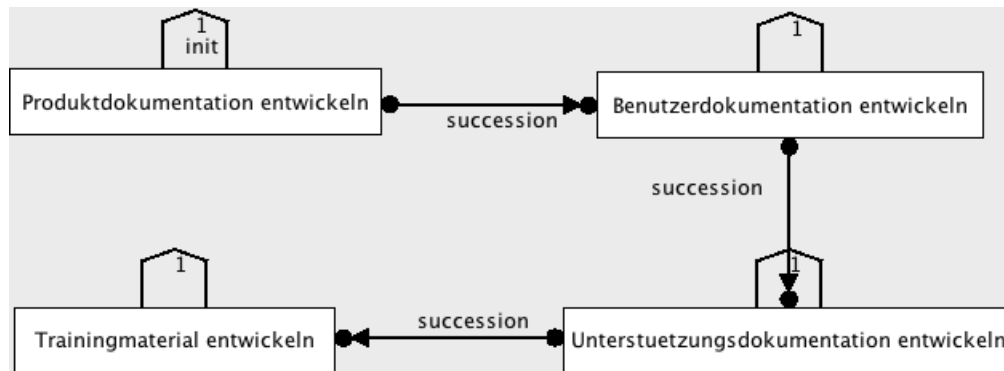 1
init
1
Produktdokumentation entwickeln
Benutzerdokumentation entwickeln
succession
succession
1
1
succession
Trainingmaterial entwickeln
Unterstuetzungsdokumentation entwickeln